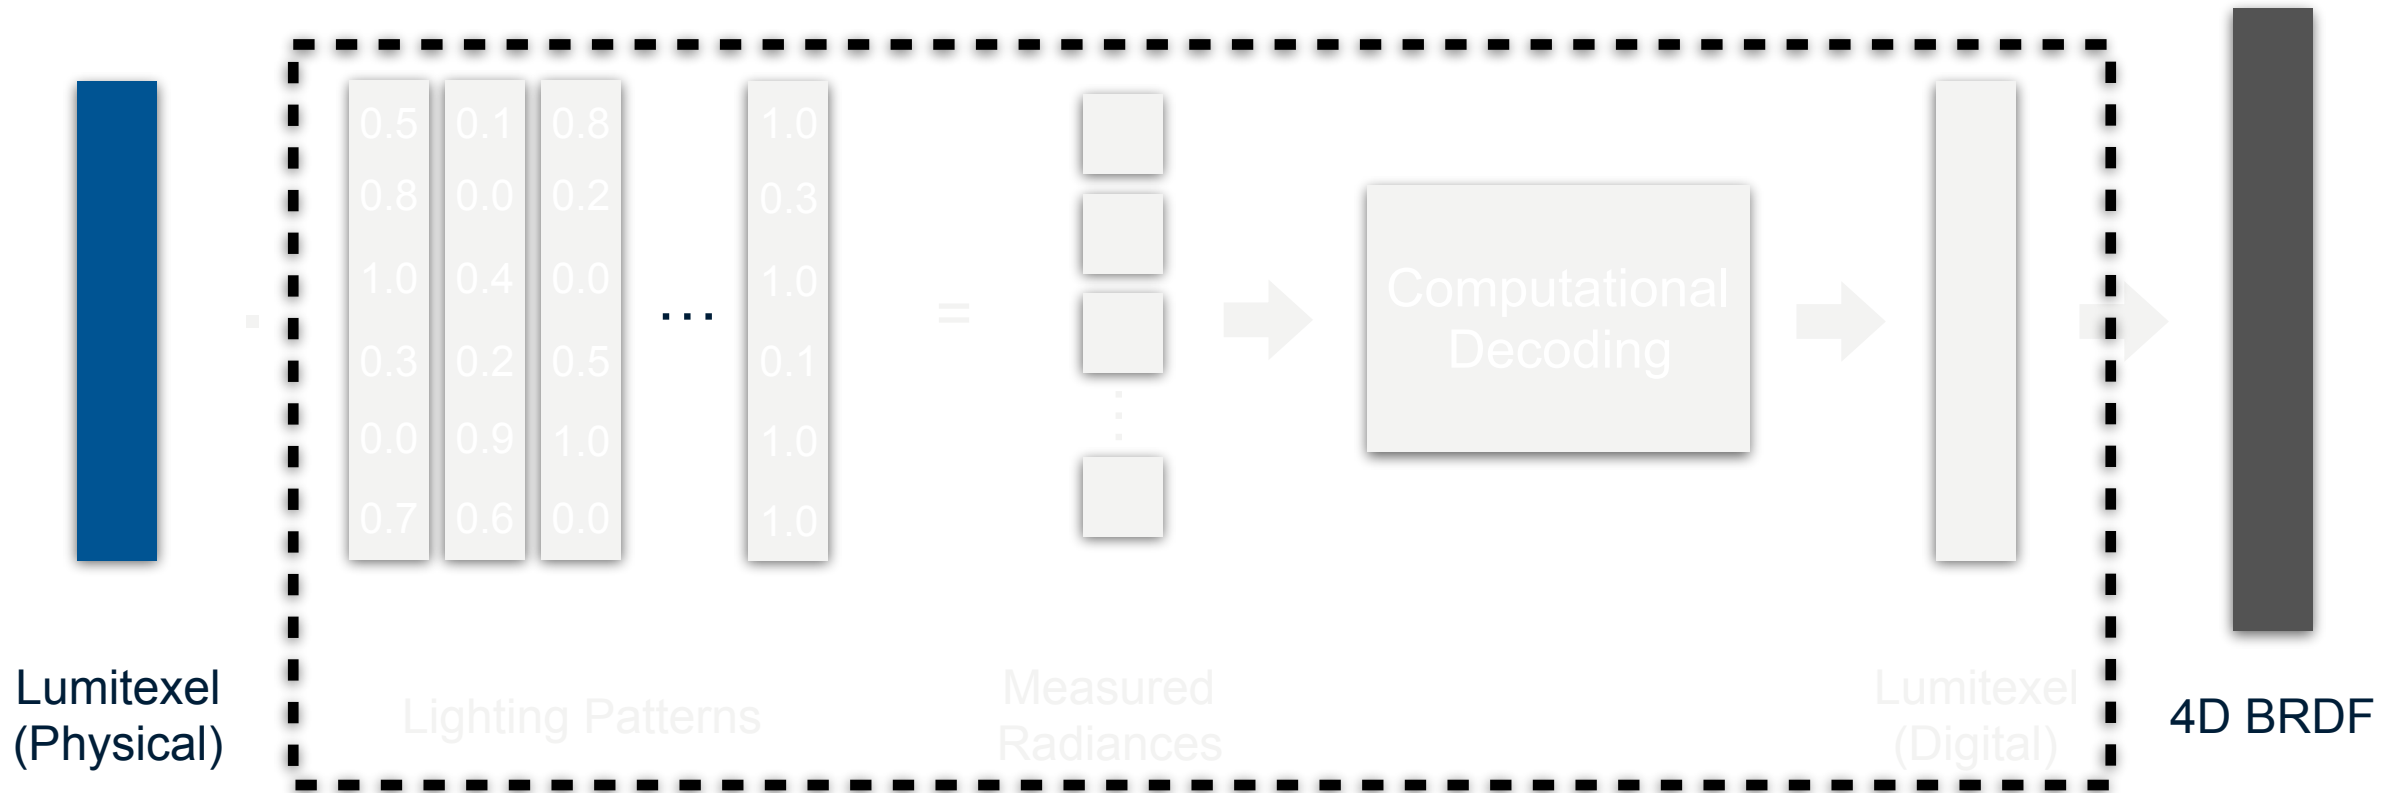 0.5 0.1 0.8 1.0
0.8 0.0 0.2 0.3
1.0 0.4 0.0 1.0
· ... =
0.3 0.2 0.5 0.1
0.0 0.9 1.0 1.0
0.7 0.6 0.0 1.0
...
Computational
Decoding
Lumitexel
(Physical)
Lighting Patterns
Measured
Radiances
Lumitexel
(Digital)
4D BRDF